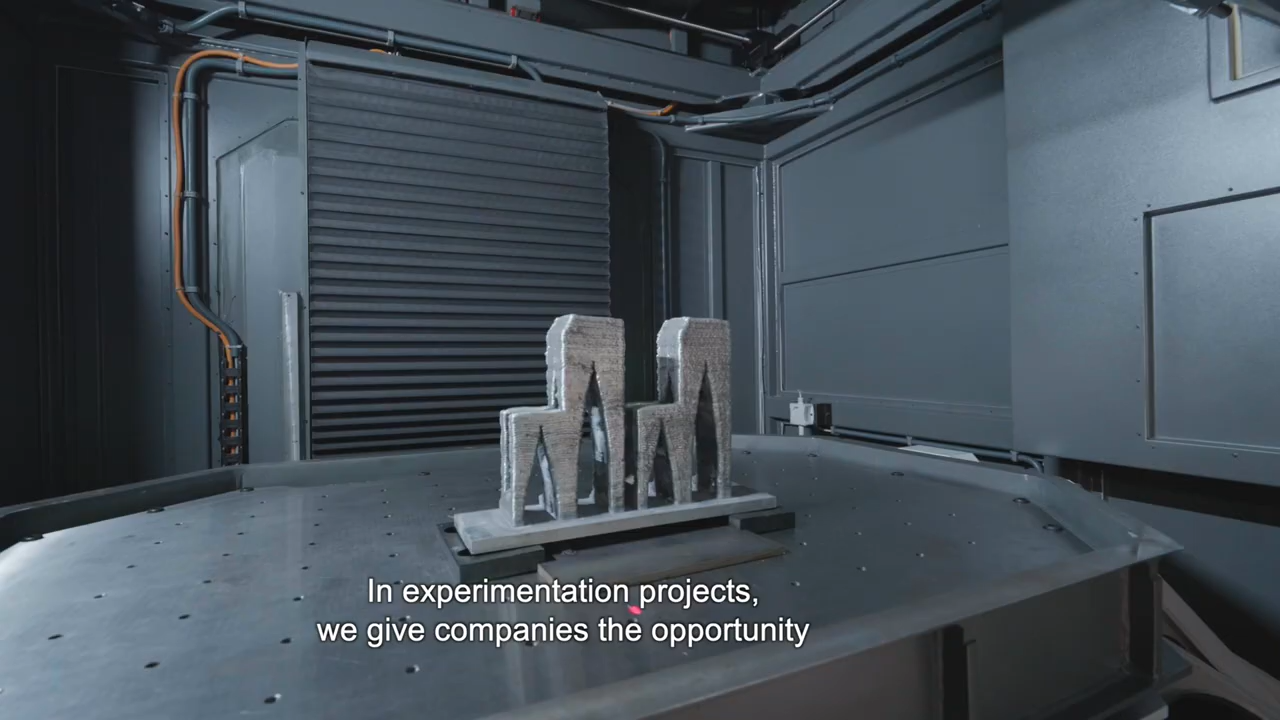 In experimentation projects,
we give companies the opportunity